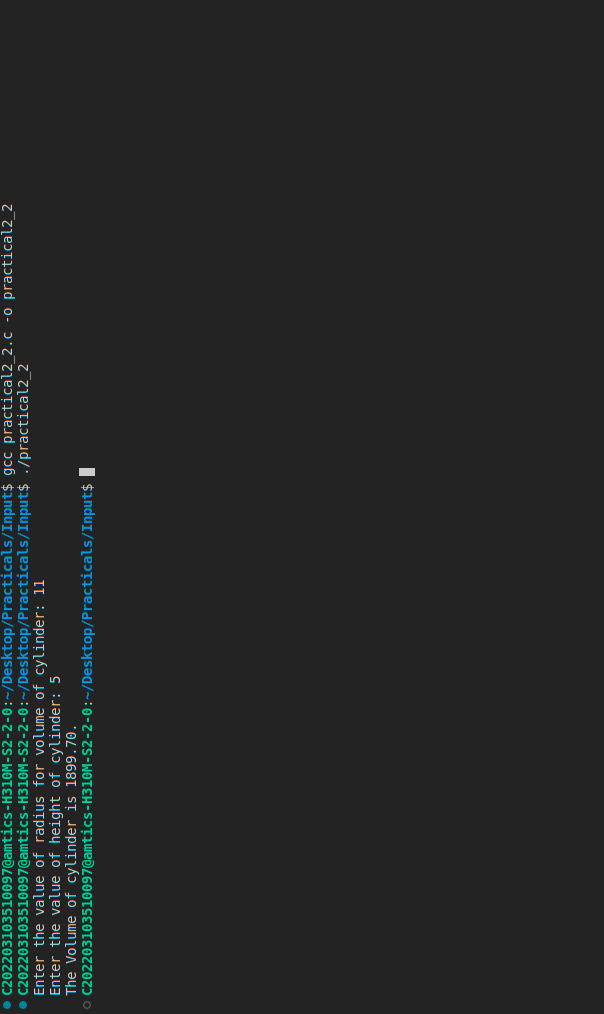 C202203103510097@amtics-H310M-S2-2-0:~/Desktop/Practicals/Input$ gcc practical2_2.c -o practical2_2
C202203103510097@amtics-H310M-S2-2-0:~/Desktop/Practicals/Input$ ./practical2_2
Enter the value of radius for volume of cylinder: 11
Enter the value of height of cylinder: 5
The Volume of cylinder is 1899.70.
C202203103510097@amtics-H310M-S2-2-0:~/Desktop/Practicals/Input$